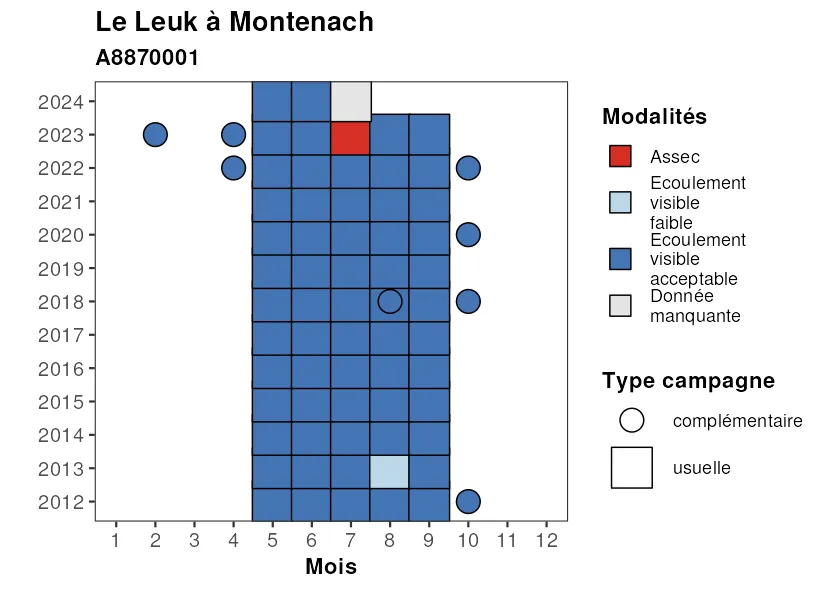 Le Leuk à Montenach
A8870001
2024
2023
2022
2021
2020
2019
2018
2017
2016
2015
2014
2013
2012
1 2 3 4 5 6 7 8 9 10 11 12
Mois
Modalités
Assec
Ecoulement
visible
faible
Ecoulement
visible
acceptable
Donnée
manquante
Type campagne
complémentaire
usuelle